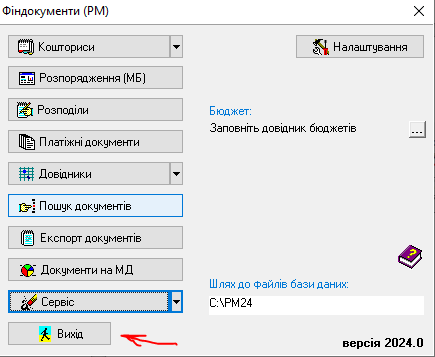 Фіндокументи (РМ)
Кошториси
Налаштування
Розпорядження (МБ)
Розподіли
Бюджет:
Заповніть довідник бюджетів
...
Платіжні документи
Довідники
Пошук документів
Експорт документів
Документи на МД
Шлях до файлів бази даних:
Сервіс
C:\PM24
Вихід
версія 2024.0